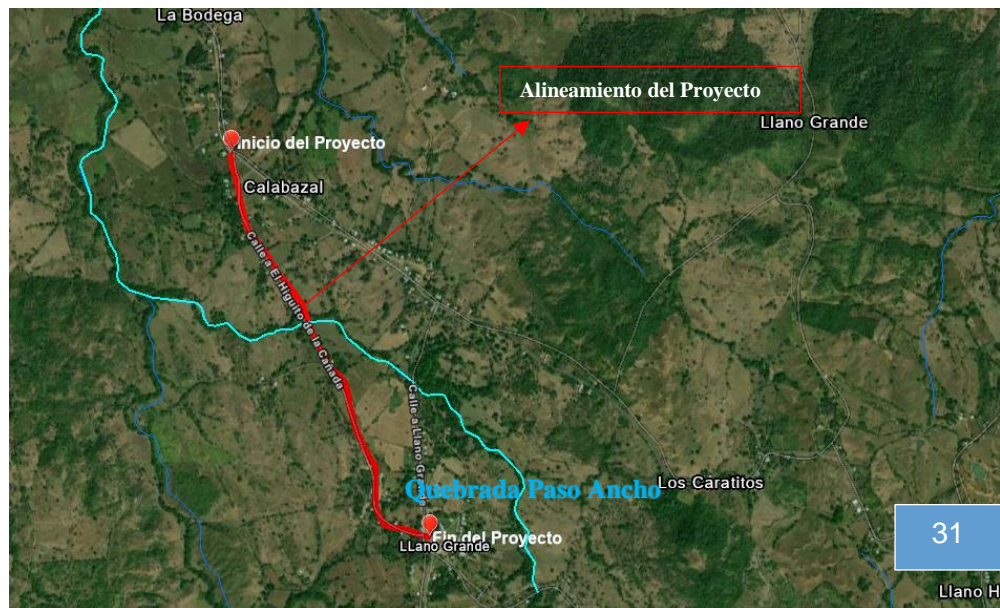 La Bodega
Alineamiento del Proyecto
Llano Grande
Inicio del Proyecto
Calabazal
Calle a El Higuito de la Cañada
Calle a Llano Gr
Quebrada Paso Ancho
Los Caratitos
Fin del Proyecto
LLano Grande
31
Llano H